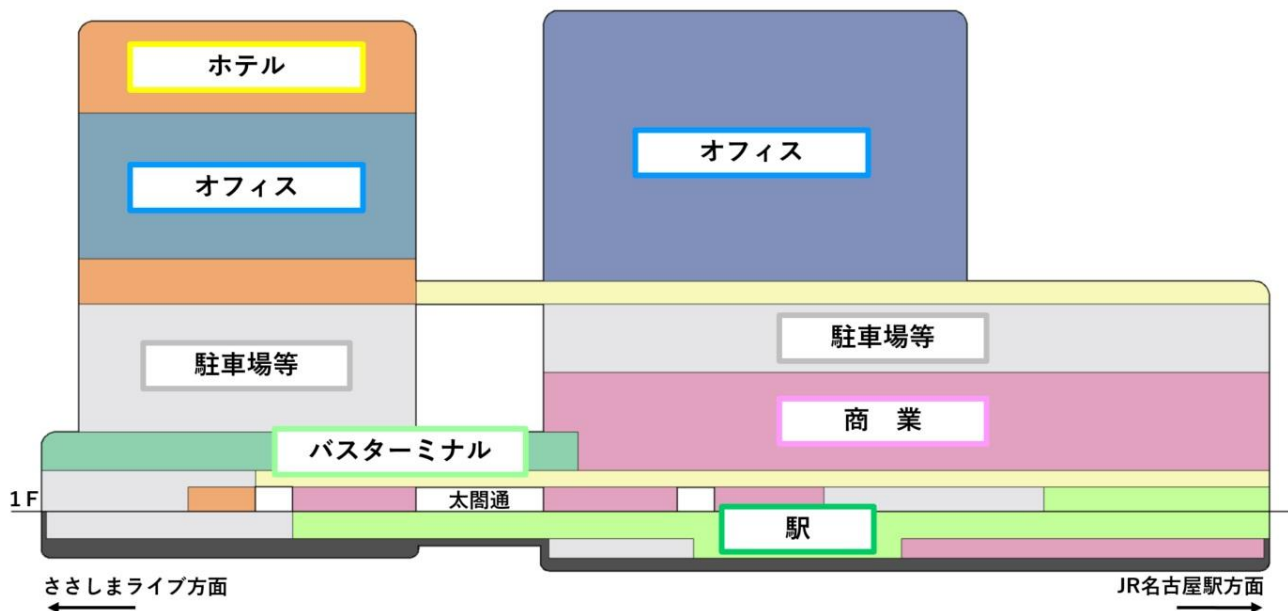 ホテル
オフィス
オフィス
駐車場等
駐車場等
商　業
バスターミナル
1F
太閤通
駅
ささしまライブ方面
JR名古屋駅方面